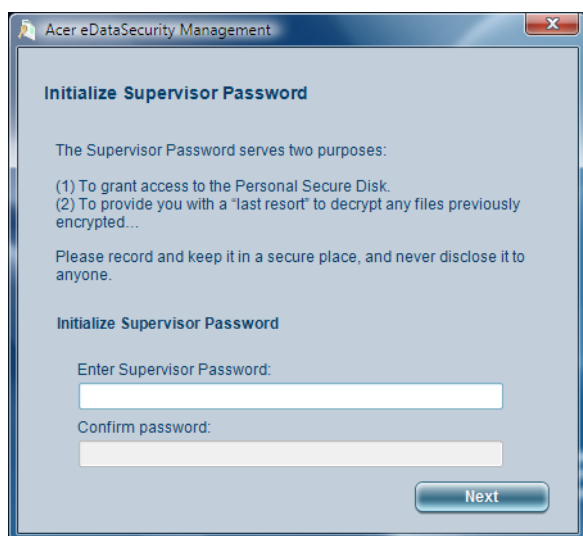 Acer eDataSecurity Management
Initialize Supervisor Password
The Supervisor Password serves two purposes:
(1) To grant access to the Personal Secure Disk.
(2) To provide you with a “last resort” to decrypt any files previously
encrypted...
Please record and keep it in a secure place, and never disclose it to
anyone.
Initialize Supervisor Password
Enter Supervisor Password:
Confirm password:
Next